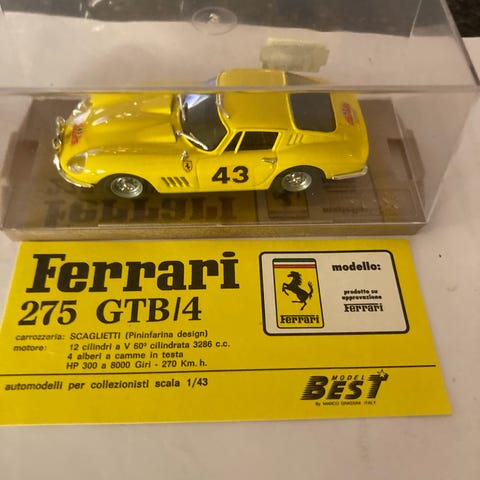 43
Ferrari
275 GTB/4
carrozzeria: SCAGLIETTI (Pininfarina design)
motore: 12 cilindri a V 60° cilindrata 3286 c.c.
4 alberi a camme in testa
HP 300 a 8000 Giri - 270 Km. h.
automodelli per collezionisti scala 1/43
Ferrari
modello:
prodotto su
approvazione
Ferrari
MODEL
BEST